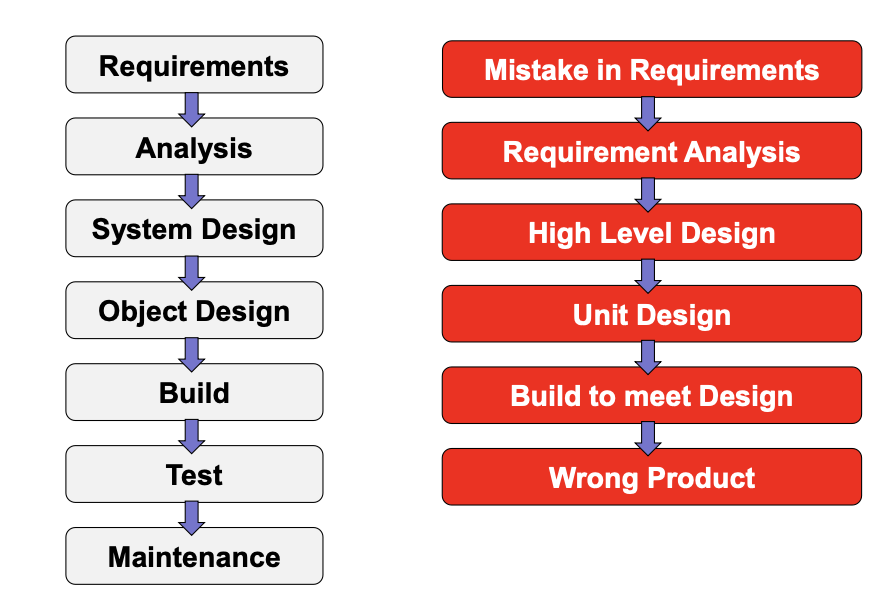 Requirements
Analysis
System Design
Object Design
Build
Test
Maintenance
Mistake in Requirements
Requirement Analysis
High Level Design
Unit Design
Build to meet Design
Wrong Product